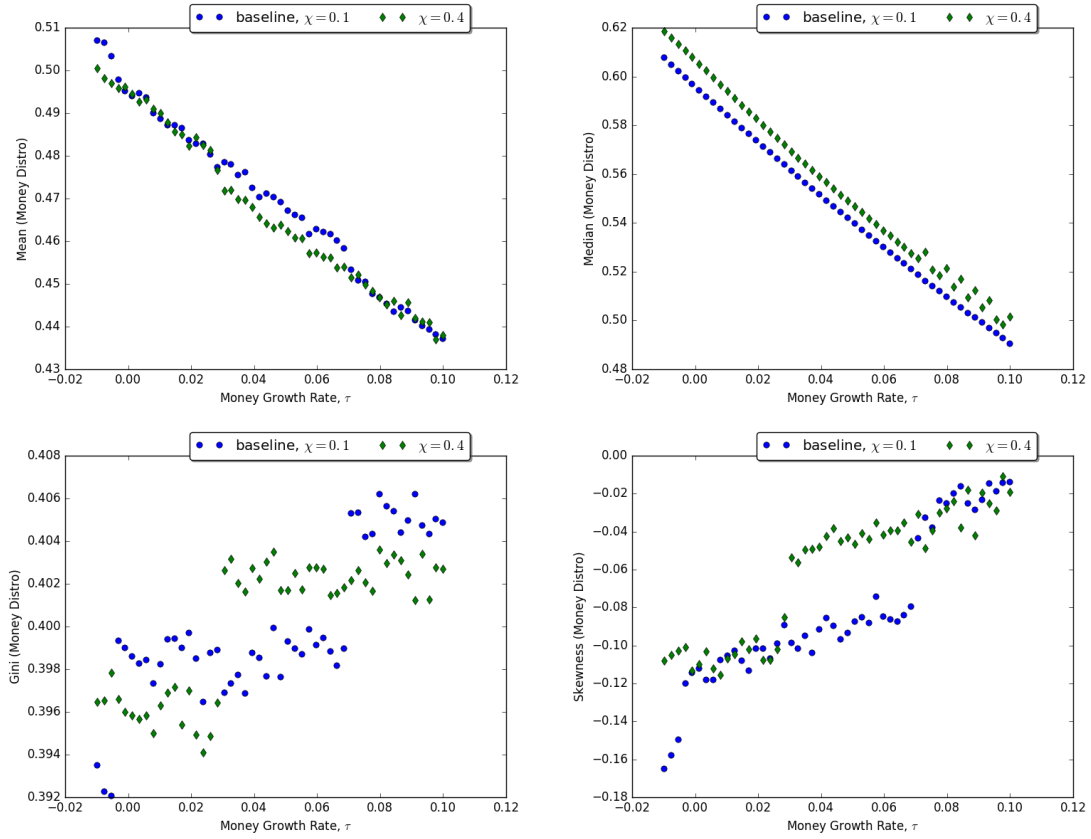 baseline, χ=0.1 χ=0.4
0.51
0.50
0.49
0.48
0.47
0.46
0.45
0.44
0.43
Mean (Money Distro)
−0.02 0.00 0.02 0.04 0.06 0.08 0.10 0.12
Money Growth Rate, τ
baseline, χ=0.1 χ=0.4
0.62
0.60
0.58
0.56
0.54
0.52
0.50
0.48
Median (Money Distro)
−0.02 0.00 0.02 0.04 0.06 0.08 0.10 0.12
Money Growth Rate, τ
baseline, χ=0.1 χ=0.4
0.408
0.406
0.404
0.402
0.400
0.398
0.396
0.394
0.392
Gini (Money Distro)
−0.02 0.00 0.02 0.04 0.06 0.08 0.10 0.12
Money Growth Rate, τ
baseline, χ=0.1 χ=0.4
0.00
−0.02
−0.04
−0.06
−0.08
−0.10
−0.12
−0.14
−0.16
−0.18
Skewness (Money Distro)
−0.02 0.00 0.02 0.04 0.06 0.08 0.10 0.12
Money Growth Rate, τ